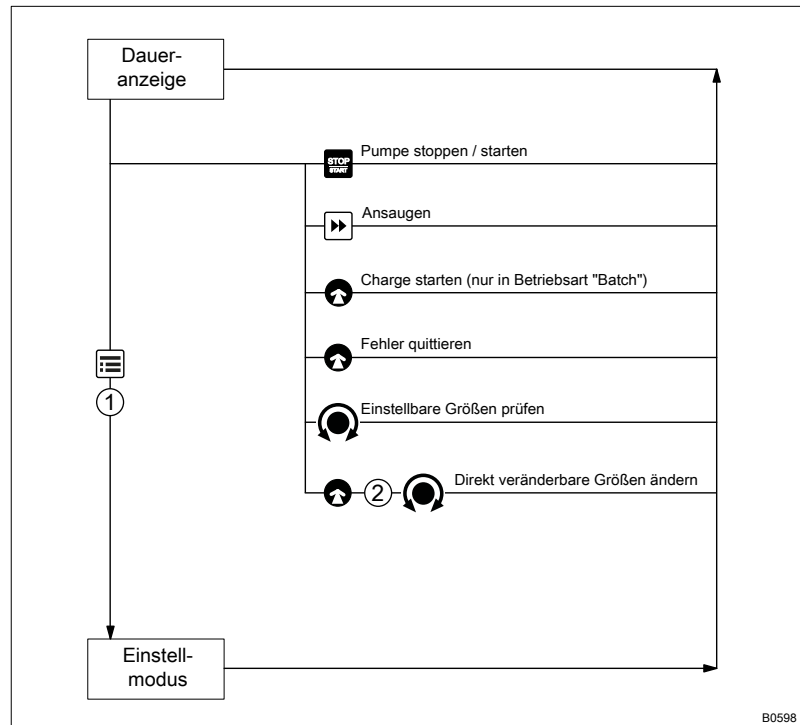 Dauer-
anzeige
STOP
START
Pumpe stoppen / starten
Ansaugen
Charge starten (nur in Betriebsart "Batch")
Fehler quittieren
1
Einstellbare Größen prüfen
2
Direkt veränderbare Größen ändern
Einstell-
modus
B0598